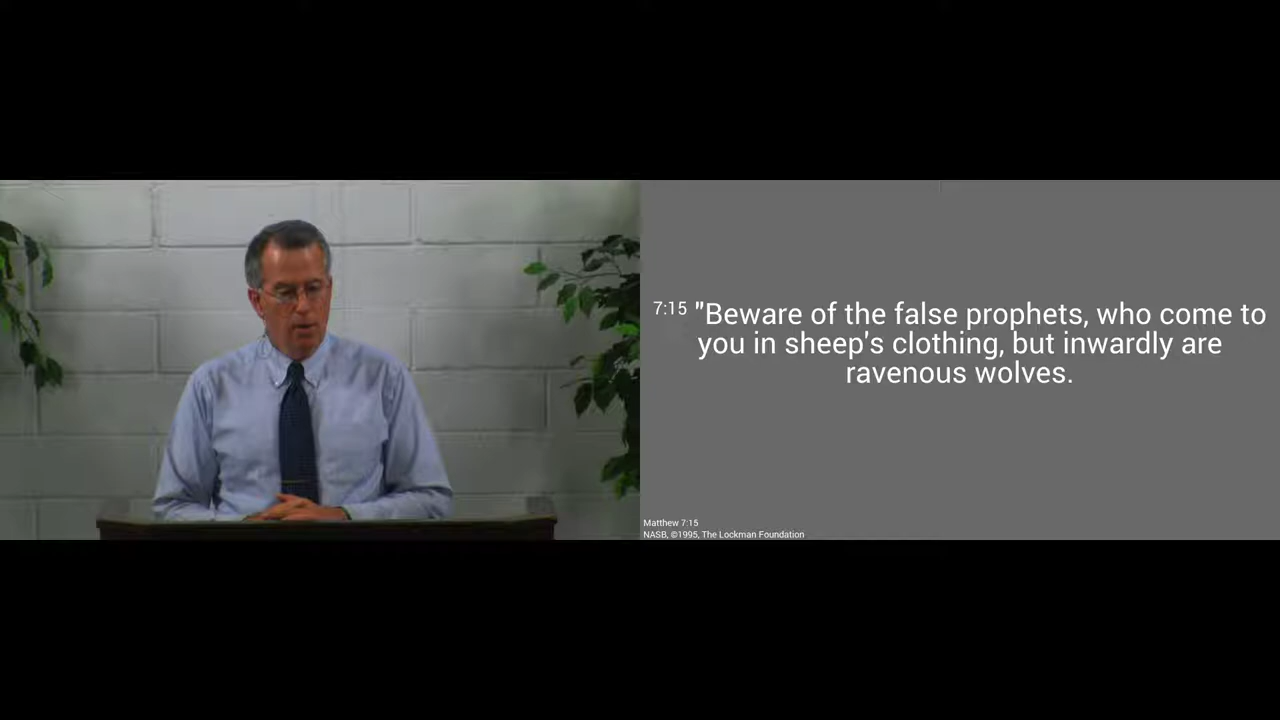 7:15 "Beware of the false prophets, who come to
you in sheep's clothing, but inwardly are
ravenous wolves.
Matthew 7:15
NASB, ©1995, The Lockman Foundation